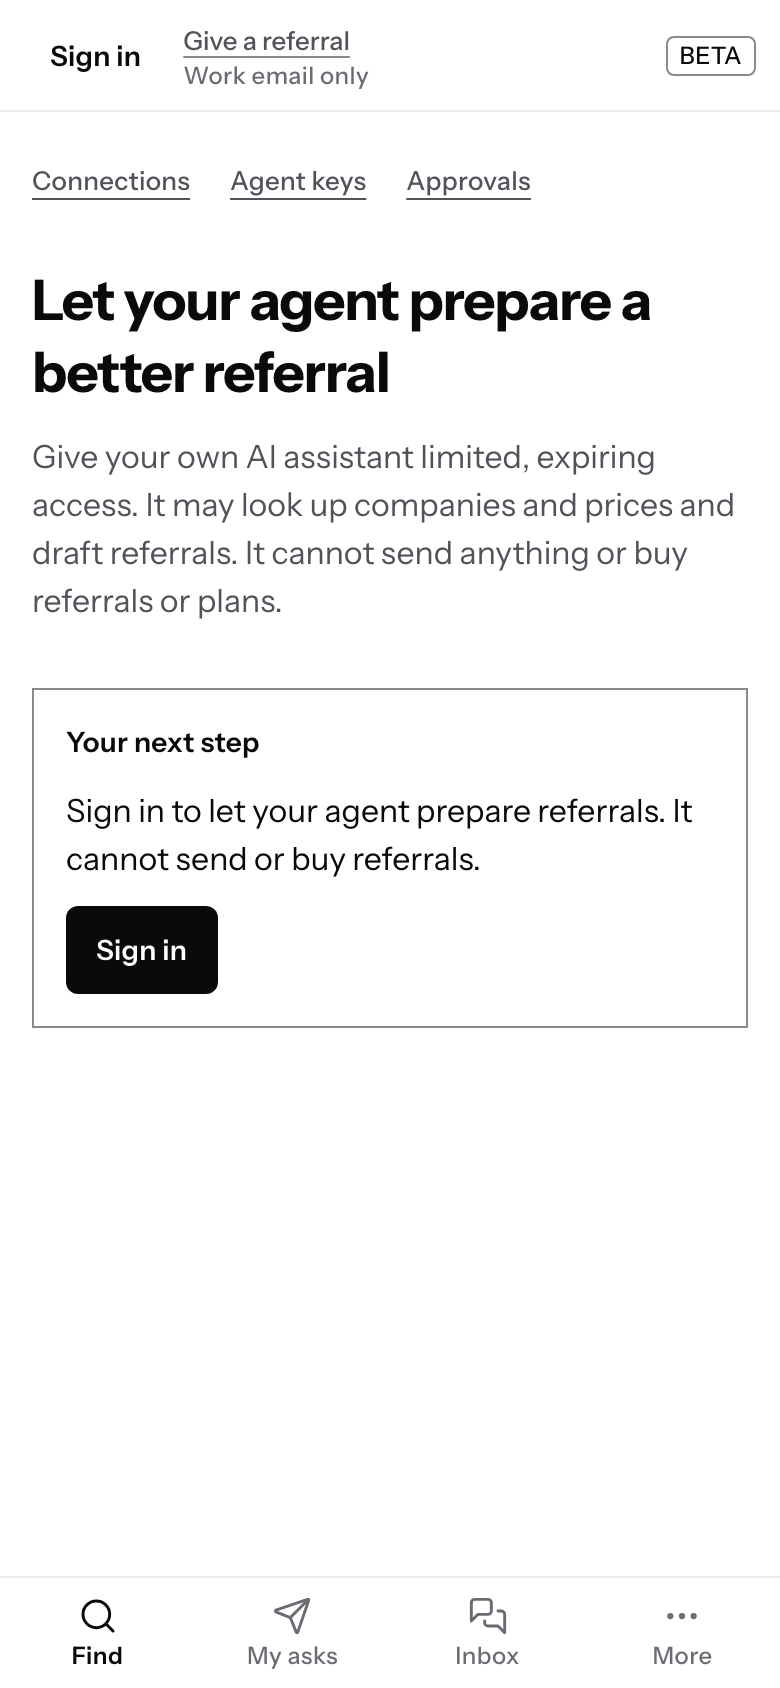 Sign in
Give a referral
Work email only
BETA
Connections Agent keys Approvals
Let your agent prepare a
better referral
Give your own AI assistant limited, expiring
access. It may look up companies and prices and
draft referrals. It cannot send anything or buy
referrals or plans.
Your next step
Sign in to let your agent prepare referrals. It
cannot send or buy referrals.
Sign in
Find My asks Inbox More